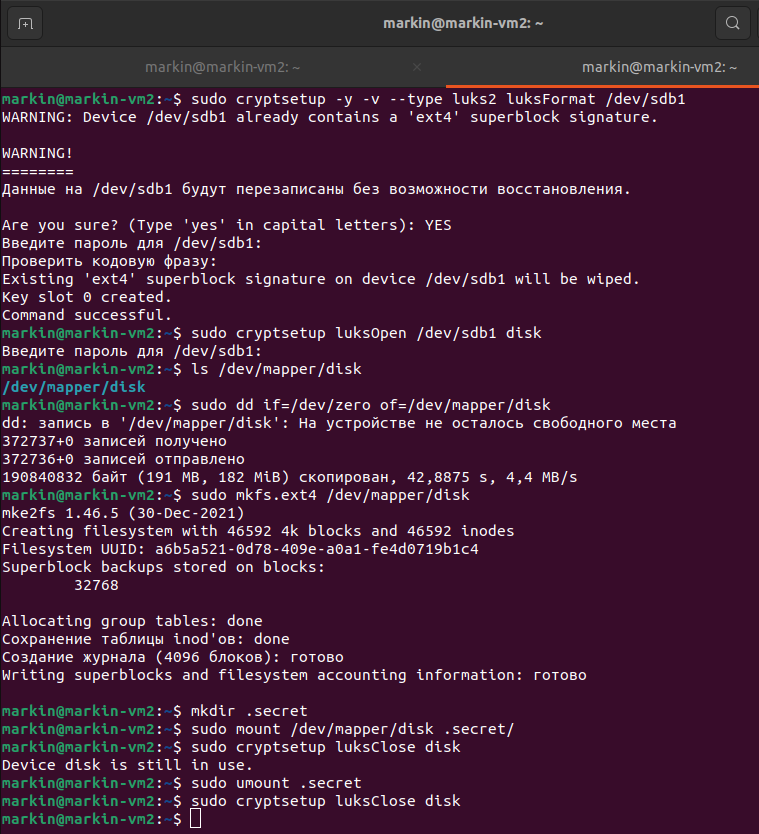 markin@markin-vm2: ~
markin@markin-vm2: ~ ×
markin@markin-vm2: ~
markin@markin-vm2:~$ sudo cryptsetup -y -v --type luks2 luksFormat /dev/sdb1
WARNING: Device /dev/sdb1 already contains a 'ext4' superblock signature.
WARNING!
========
Данные на /dev/sdb1 будут перезаписаны без возможности восстановления.
Are you sure? (Type 'yes' in capital letters): YES
Введите пароль для /dev/sdb1:
Проверить кодовую фразу:
Existing 'ext4' superblock signature on device /dev/sdb1 will be wiped.
Key slot 0 created.
Command successful.
markin@markin-vm2:~$ sudo cryptsetup luksOpen /dev/sdb1 disk
Введите пароль для /dev/sdb1:
markin@markin-vm2:~$ ls /dev/mapper/disk
/dev/mapper/disk
markin@markin-vm2:~$ sudo dd if=/dev/zero of=/dev/mapper/disk
dd: запись в '/dev/mapper/disk': На устройстве не осталось свободного места
372737+0 записей получено
372736+0 записей отправлено
190840832 байт (191 MB, 182 MiB) скопирован, 42,8875 s, 4,4 MB/s
markin@markin-vm2:~$ sudo mkfs.ext4 /dev/mapper/disk
mke2fs 1.46.5 (30-Dec-2021)
Creating filesystem with 46592 4k blocks and 46592 inodes
Filesystem UUID: a6b5a521-0d78-409e-a0a1-fe4d0719b1c4
Superblock backups stored on blocks:
32768
Allocating group tables: done
Сохранение таблицы inod'ов: done
Создание журнала (4096 блоков): готово
Writing superblocks and filesystem accounting information: готово
markin@markin-vm2:~$ mkdir .secret
markin@markin-vm2:~$ sudo mount /dev/mapper/disk .secret/
markin@markin-vm2:~$ sudo cryptsetup luksClose disk
Device disk is still in use.
markin@markin-vm2:~$ sudo umount .secret
markin@markin-vm2:~$ sudo cryptsetup luksClose disk
markin@markin-vm2:~$